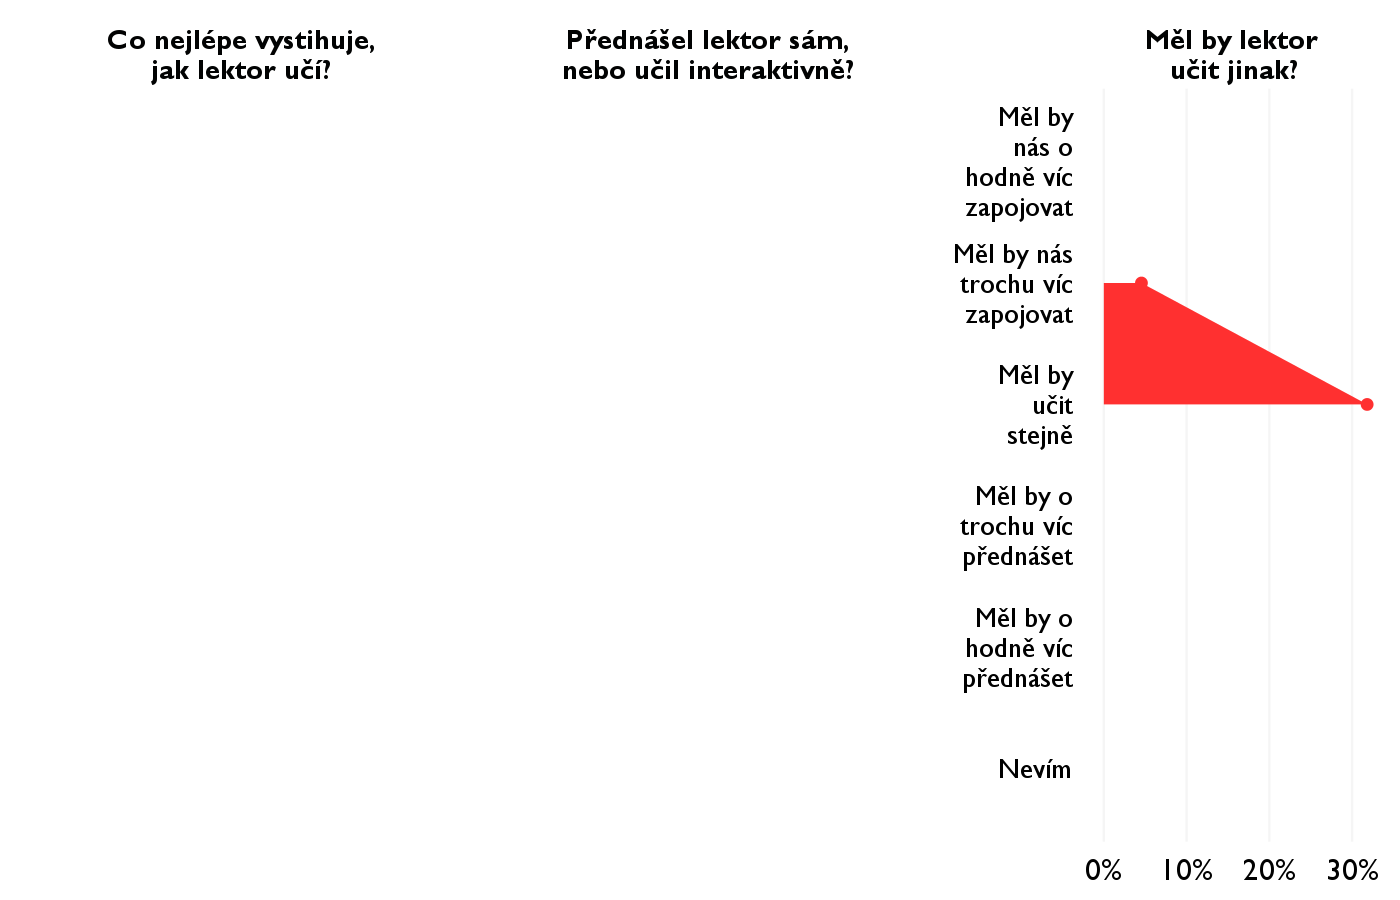 Co nejlépe vystihuje,
jak lektor učí?
Přednášel lektor sám,
nebo učil interaktivně?
Měl by lektor
učit jinak?
Měl by
nás o
hodně víc
zapojovat
Měl by nás
trochu víc
zapojovat
Měl by
učit
stejně
Měl by o
trochu víc
přednášet
Měl by o
hodně víc
přednášet
Nevím
0% 10% 20% 30%